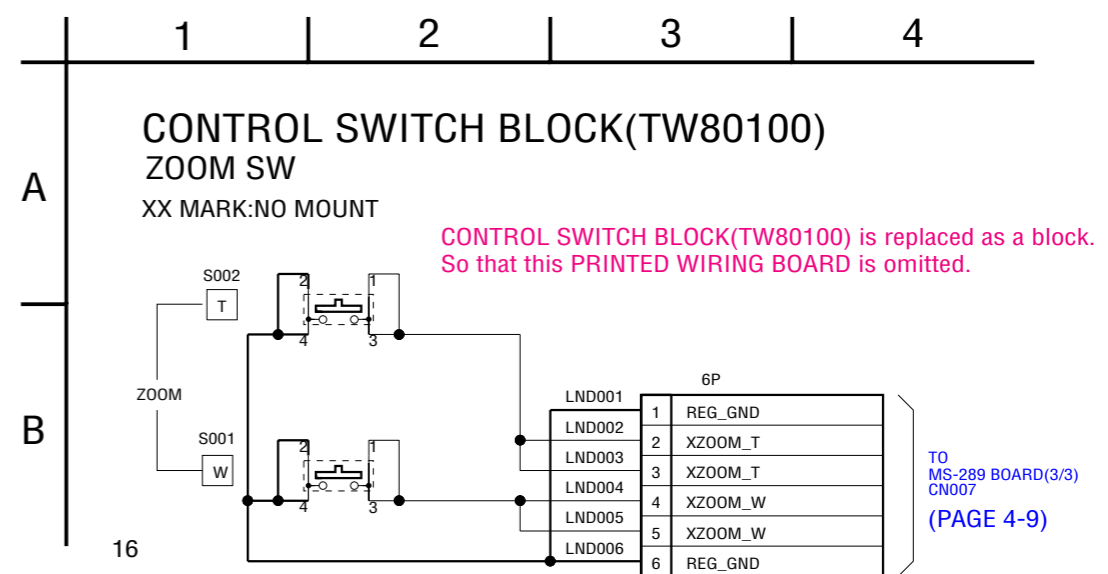 1 2 3 4
A
CONTROL SWITCH BLOCK(TW80100)
ZOOM SW
XX MARK:NO MOUNT
CONTROL SWITCH BLOCK(TW80100) is replaced as a block.
So that this PRINTED WIRING BOARD is omitted.
S002
T
2 1
4 3
ZOOM
B
S001
W
2 1
4 3
16
6P
LND001 1 REG_GND
LND002 2 XZOOM_T
LND003 3 XZOOM_T
LND004 4 XZOOM_W
LND005 5 XZOOM_W
LND006 6 REG_GND
TO
MS-289 BOARD(3/3)
CN007
(PAGE 4-9)